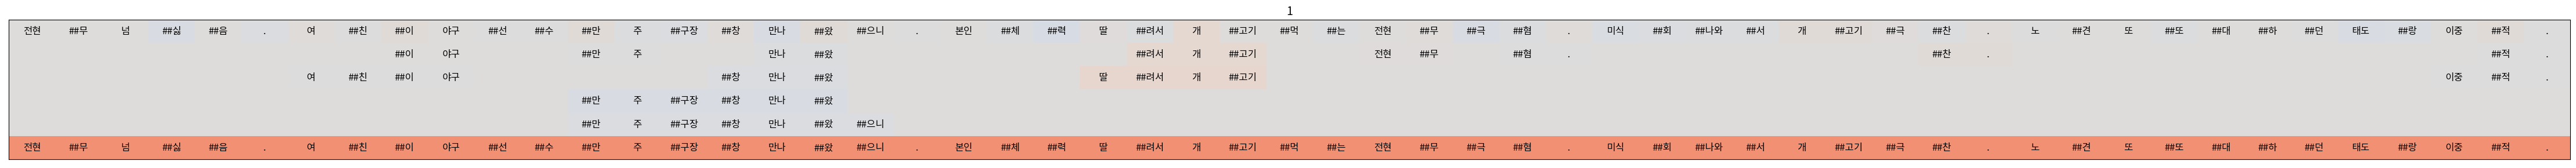 1
전현 ##무 넘 ##싫 ##음 . 여 ##친 ##이 야구 ##선 ##수 ##만 주 ##구장 ##창 만나 ##왔 ##으니 . 본인 ##체 ##력 딸 ##려서 개 ##고기 ##먹 ##는 전현 ##무 ##극 ##혐 . 미식 ##회 ##나와 ##서 개 ##고기 ##극 ##찬 . 노 ##견 또 ##또 ##대 ##하 ##던 태도 ##랑 이중 ##적 .
##이 야구 ##만 주 만나 ##왔 ##려서 개 ##고기 전현 ##무 ##혐 . ##찬 . ##적 .
여 ##친 ##이 야구 ##창 만나 ##왔 딸 ##려서 개 ##고기 이중 ##적 .
##만 주 ##구장 ##창 만나 ##왔
##만 주 ##구장 ##창 만나 ##왔 ##으니
전현 ##무 넘 ##싫 ##음 . 여 ##친 ##이 야구 ##선 ##수 ##만 주 ##구장 ##창 만나 ##왔 ##으니 . 본인 ##체 ##력 딸 ##려서 개 ##고기 ##먹 ##는 전현 ##무 ##극 ##혐 . 미식 ##회 ##나와 ##서 개 ##고기 ##극 ##찬 . 노 ##견 또 ##또 ##대 ##하 ##던 태도 ##랑 이중 ##적 .